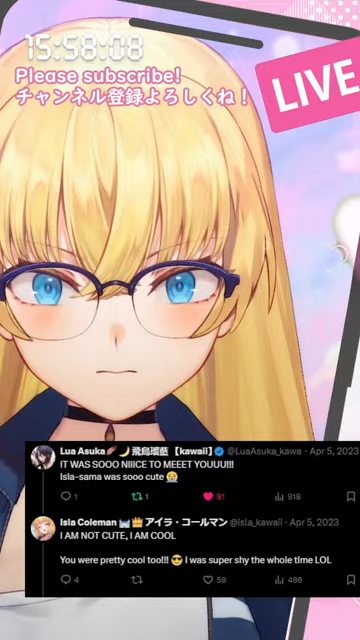 15:58:08
Please subscribe!
チャンネル登録よろしくね！
LIVE
Lua Asuka🪶🌙飛鳥瑠藍 【kawaii】 @LuaAsuka_kawa · Apr 5, 2023
IT WAS SOOO NIIICE TO MEEET YOUUU!!!
Isla-sama was sooo cute 😭
1 1 81 918
Isla Coleman 👑 アイラ・コールマン @isla_kawaii · Apr 5, 2023
I AM NOT CUTE, I AM COOL
You were pretty cool too!!! 😎 I was super shy the whole tIme LOL
4 59 486